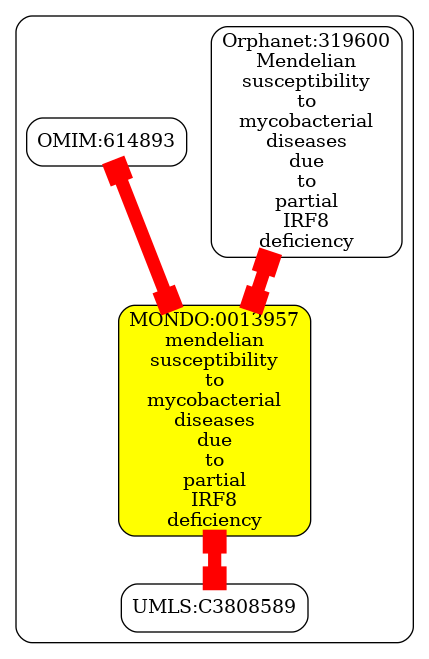 Orphanet:319600
Mendelian
susceptibility
to
mycobacterial
diseases
due
to
partial
IRF8
deficiency
OMIM:614893
MONDO:0013957
mendelian
susceptibility
to
mycobacterial
diseases
due
to
partial
IRF8
deficiency
UMLS:C3808589